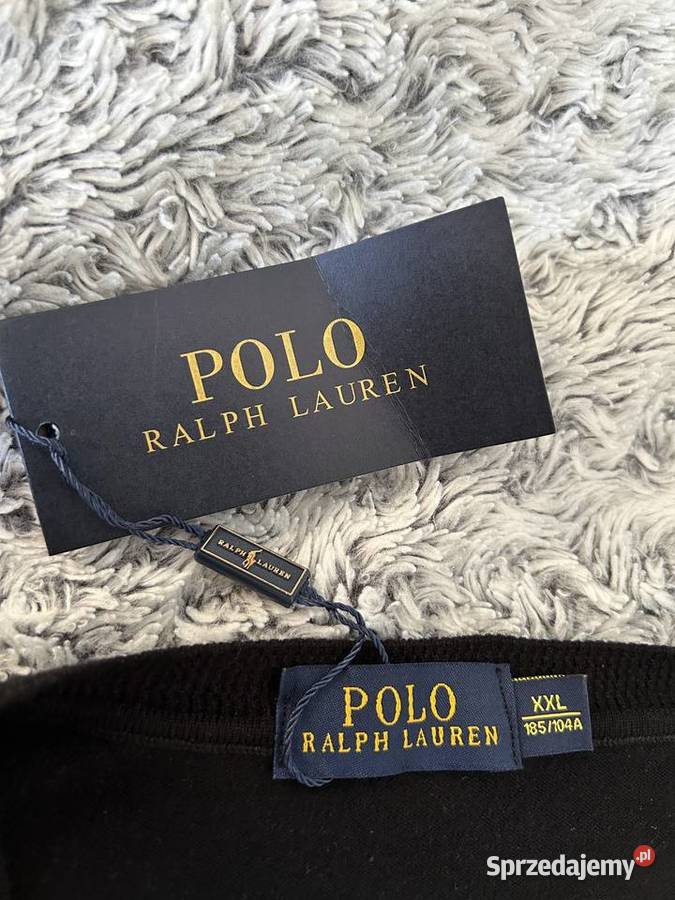 POLO
RALPH LAUREN
RALPH LAUREN
POLO
RALPH LAUREN
XXL
185/104A
Sprzedajemy.pl